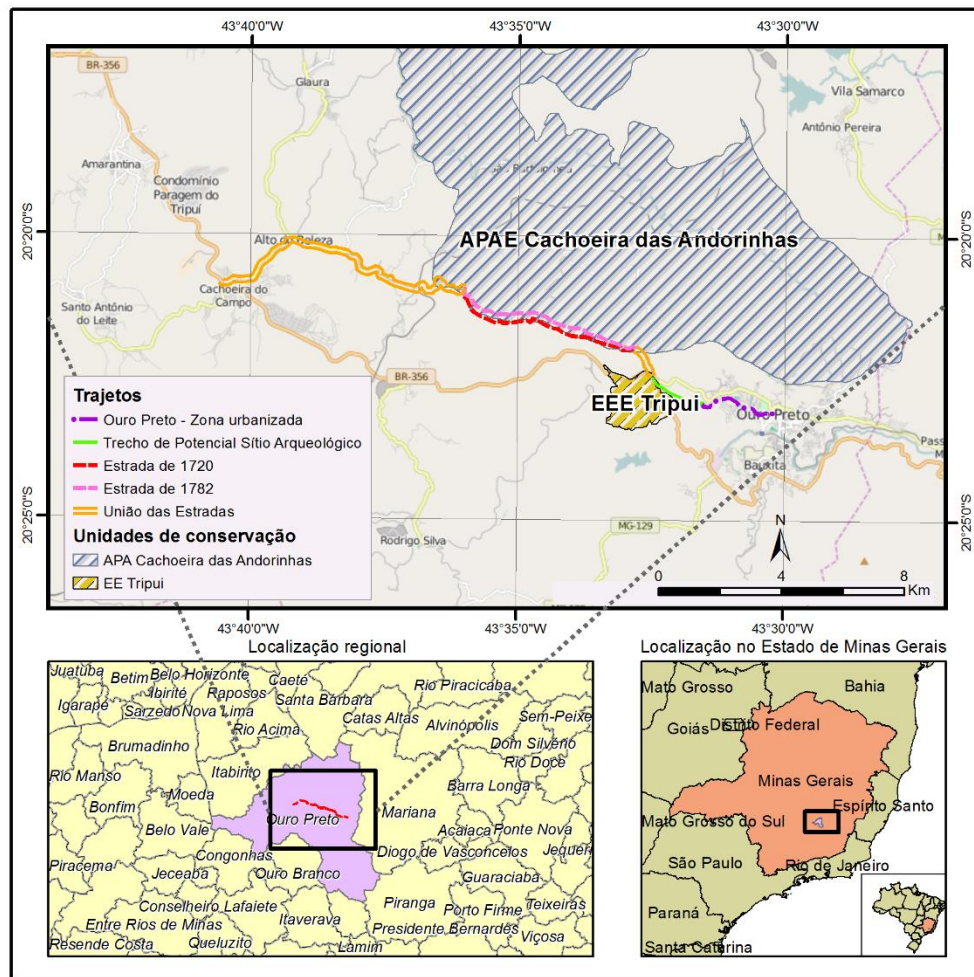 43°40'0"W
43°35'0"W
43°30'0"W
BR-356
Glaura
Vila Samarco
Antônio Pereira
Amarantina
Condomínio
Paragem do
Tripuí
20°20'0"S
20°20'0"S
Alto do Beleza
APAE Cachoeira das Andorinhas
Cachoeira do
Campo
Santo Antônio
do Leite
BR-356
EEE Tripui
Ouro Preto
Bauxita
Trajetos
Ouro Preto - Zona urbanizada
Trecho de Potencial Sítio Arqueológico
Estrada de 1720
Estrada de 1782
União das Estradas
Unidades de conservação
APA Cachoeira das Andorinhas
EE Tripui
20°25'0"S
20°25'0"S
Rodrigo Silva
MG-129
N
0 2 4 8
Km
43°40'0"W
43°35'0"W
43°30'0"W
Localização regional
Juatuba
Betim
Belo Horizonte
Caeté
Igarapé
Ibirité
Raposos
Santa Bárbara
Rio Piracicaba
Sarzedo
Nova Lima
Catas Altas
Alvinópolis
Sem-Peixe
Rio Acima
Brumadinho
Dom Silvério
Rio Doce
Rio Manso
Itabirito
Moeda
Barra Longa
Bonfim
Ouro Preto
Mariana
Belo Vale
Acaiaca
Ponte Nova
Piracema
Congonhas
Diogo de Vasconcelos
Jequeri
Jeceaba
Ouro Branco
Guaraciaba
Conselheiro Lafaiete
Piranga
Porto Firme
Teixeiras
Entre Rios de Minas
Itaverava
Presidente Bernardes
Resende Costa
Queluzito
Lamim
Viçosa
Localização no Estado de Minas Gerais
Mato Grosso
Bahia
Goiás
Distrito Federal
Minas Gerais
Espírito Santo
Mato Grosso do Sul
São Paulo
Rio de Janeiro
Paraná
Santa Catarina